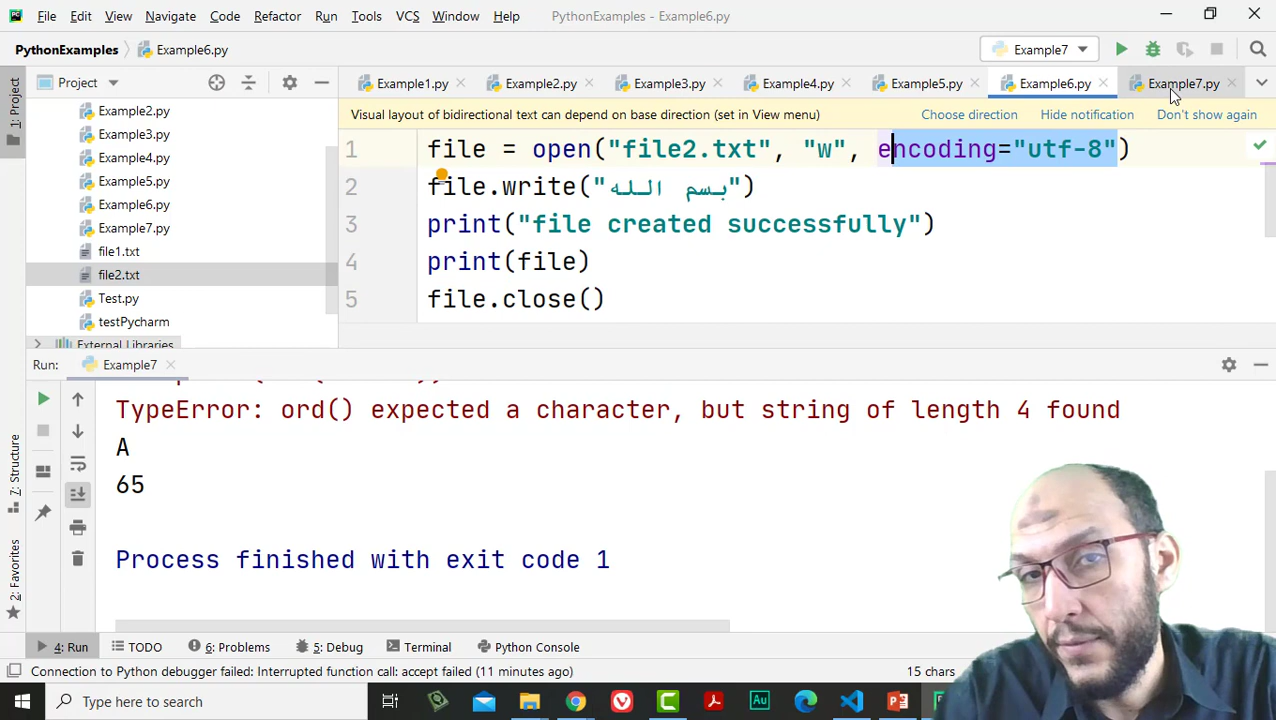 File Edit View Navigate Code Refactor Run Tools VCS Window Help PythonExamples - Example6.py
PythonExamples Example6.py Example7
1: Project
Project
Example1.py Example2.py Example3.py Example4.py Example5.py Example6.py Example7.py
Visual layout of bidirectional text can depend on base direction (set in View menu) Choose direction Hide notification Don't show again
Example2.py
Example3.py
Example4.py
Example5.py
Example6.py
Example7.py
file1.txt
file2.txt
Test.py
testPycharm
External Libraries
1 file = open("file2.txt", "w", encoding="utf-8")
2 file.write("بسم الله")
3 print("file created successfully")
4 print(file)
5 file.close()
Run: Example7
TypeError: ord() expected a character, but string of length 4 found
A
65
Process finished with exit code 1
7: Structure
2: Favorites
4: Run TODO 6: Problems 5: Debug Terminal Python Console
Connection to Python debugger failed: Interrupted function call: accept failed (11 minutes ago) 15 chars
Type here to search